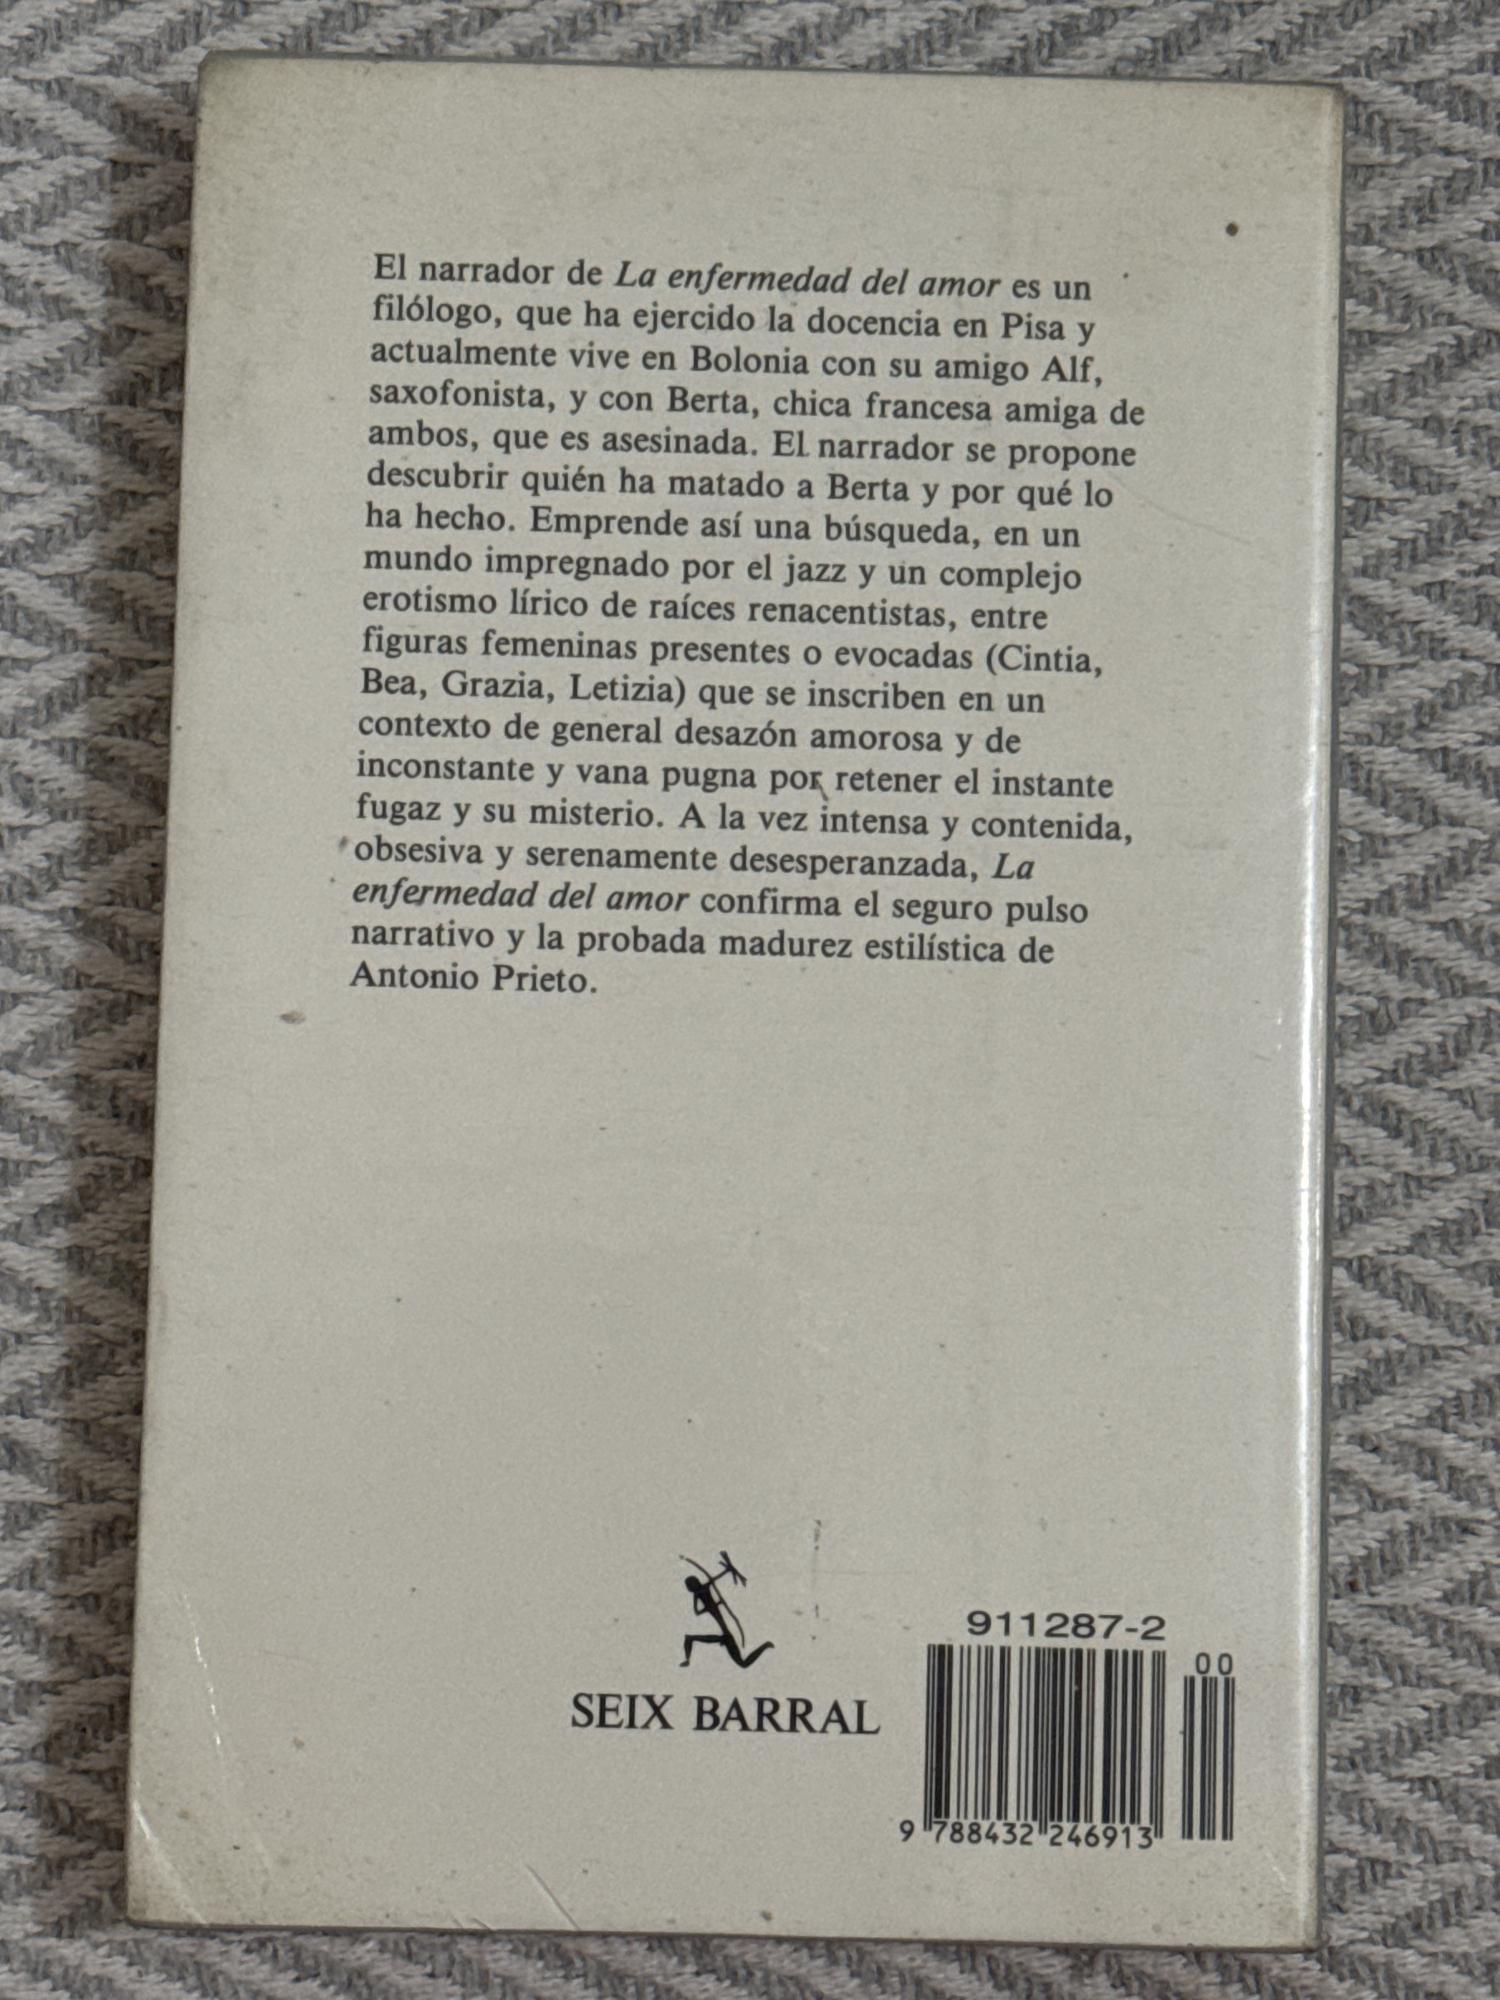 El narrador de La enfermedad del amor es un
filólogo, que ha ejercido la docencia en Pisa y
actualmente vive en Bolonia con su amigo Alf,
saxofonista, y con Berta, chica francesa amiga de
ambos, que es asesinada. El narrador se propone
descubrir quién ha matado a Berta y por qué lo
ha hecho. Emprende así una búsqueda, en un
mundo impregnado por el jazz y un complejo
erotismo lírico de raíces renacentistas, entre
figuras femeninas presentes o evocadas (Cintia,
Bea, Grazia, Letizia) que se inscriben en un
contexto de general desazón amorosa y de
inconstante y vana pugna por retener el instante
fugaz y su misterio. A la vez intensa y contenida,
obsesiva y serenamente desesperanzada, La
enfermedad del amor confirma el seguro pulso
narrativo y la probada madurez estilística de
Antonio Prieto.
SEIX BARRAL
911287-2
00
9 788432 246913